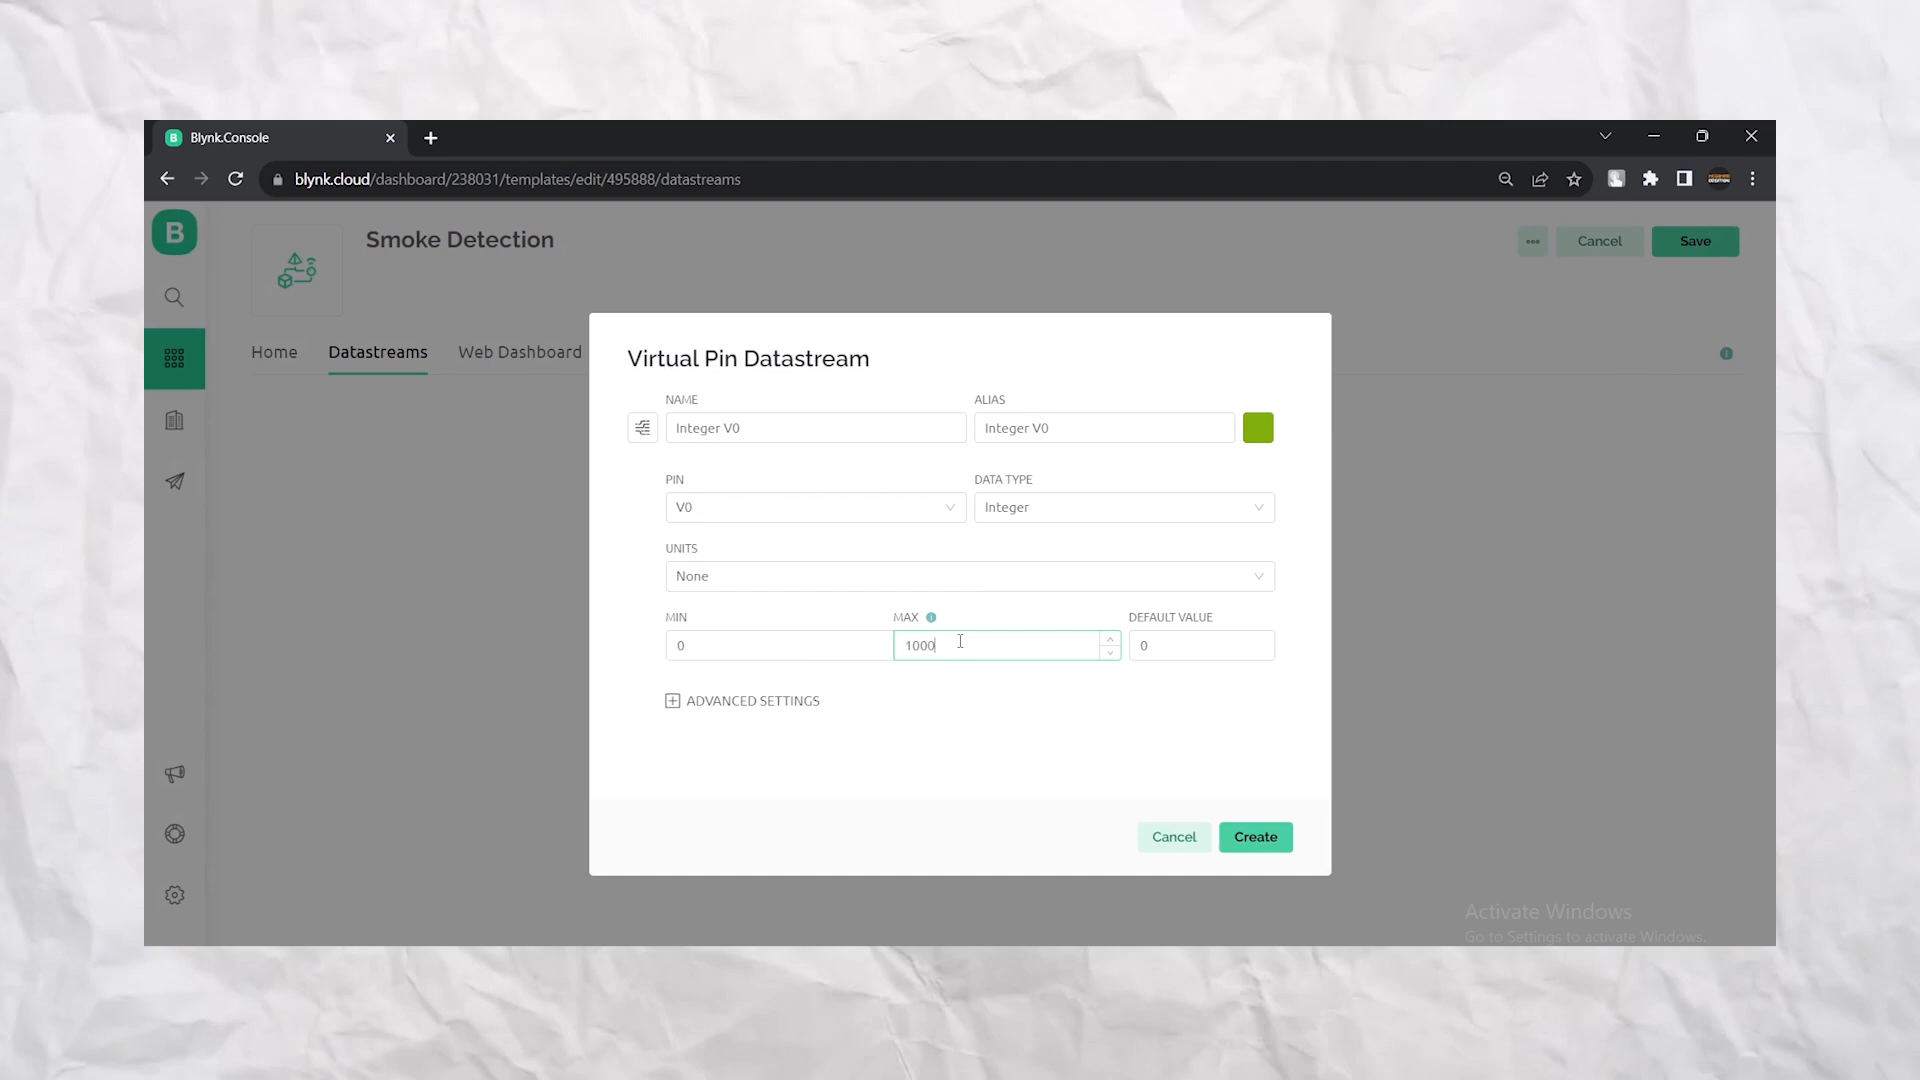 B Blynk.Console
blynk.cloud/dashboard/238031/templates/edit/495888/datastreams
B
Smoke Detection
Cancel
Save
Home
Datastreams
Web Dashboard
Virtual Pin Datastream
NAME
ALIAS
Integer V0
Integer V0
PIN
DATA TYPE
V0
Integer
UNITS
None
MIN
MAX
DEFAULT VALUE
0
1000
0
ADVANCED SETTINGS
Cancel
Create
Activate Windows
Go to Settings to activate Windows.